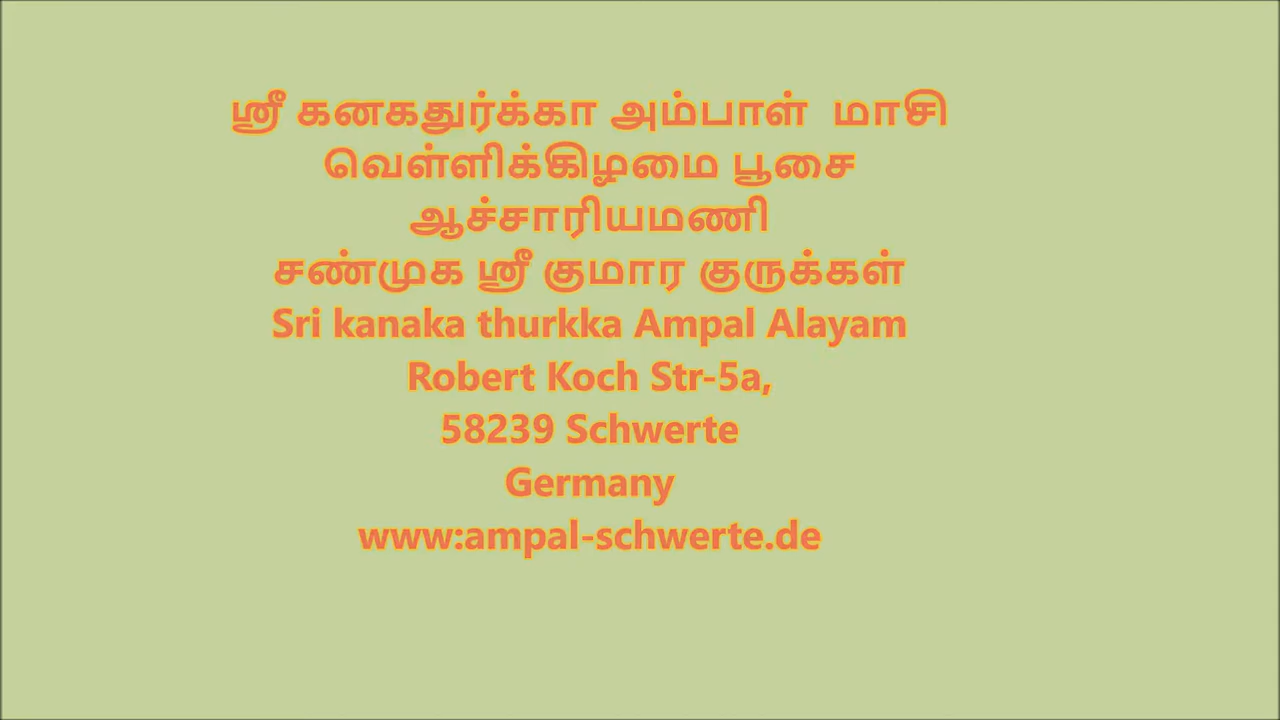 ஸ்ரீ கனகதுர்க்கா அம்பாள் மாசி
வெள்ளிக்கிழமை பூசை
ஆச்சாரியமணி
சண்முக ஸ்ரீ குமார குருக்கள்
Sri kanaka thurkka Ampal Alayam
Robert Koch Str-5a,
58239 Schwerte
Germany
www:ampal-schwerte.de